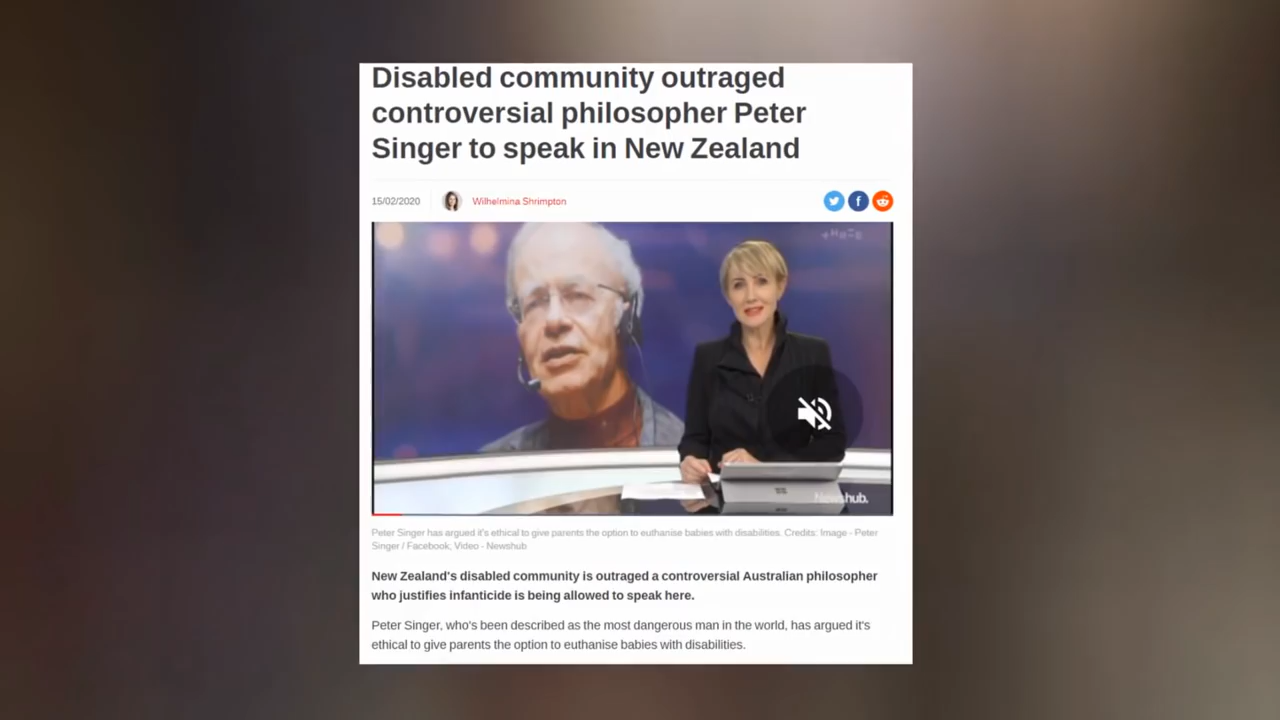 Disabled community outraged
controversial philosopher Peter
Singer to speak in New Zealand
15/02/2020 Wilhelmina Shrimpton
Newshub.
Peter Singer has argued it's ethical to give parents the option to euthanise babies with disabilities. Credits: Image - Peter
Singer / Facebook; Video - Newshub
New Zealand's disabled community is outraged a controversial Australian philosopher
who justifies infanticide is being allowed to speak here.
Peter Singer, who's been described as the most dangerous man in the world, has argued it's
ethical to give parents the option to euthanise babies with disabilities.